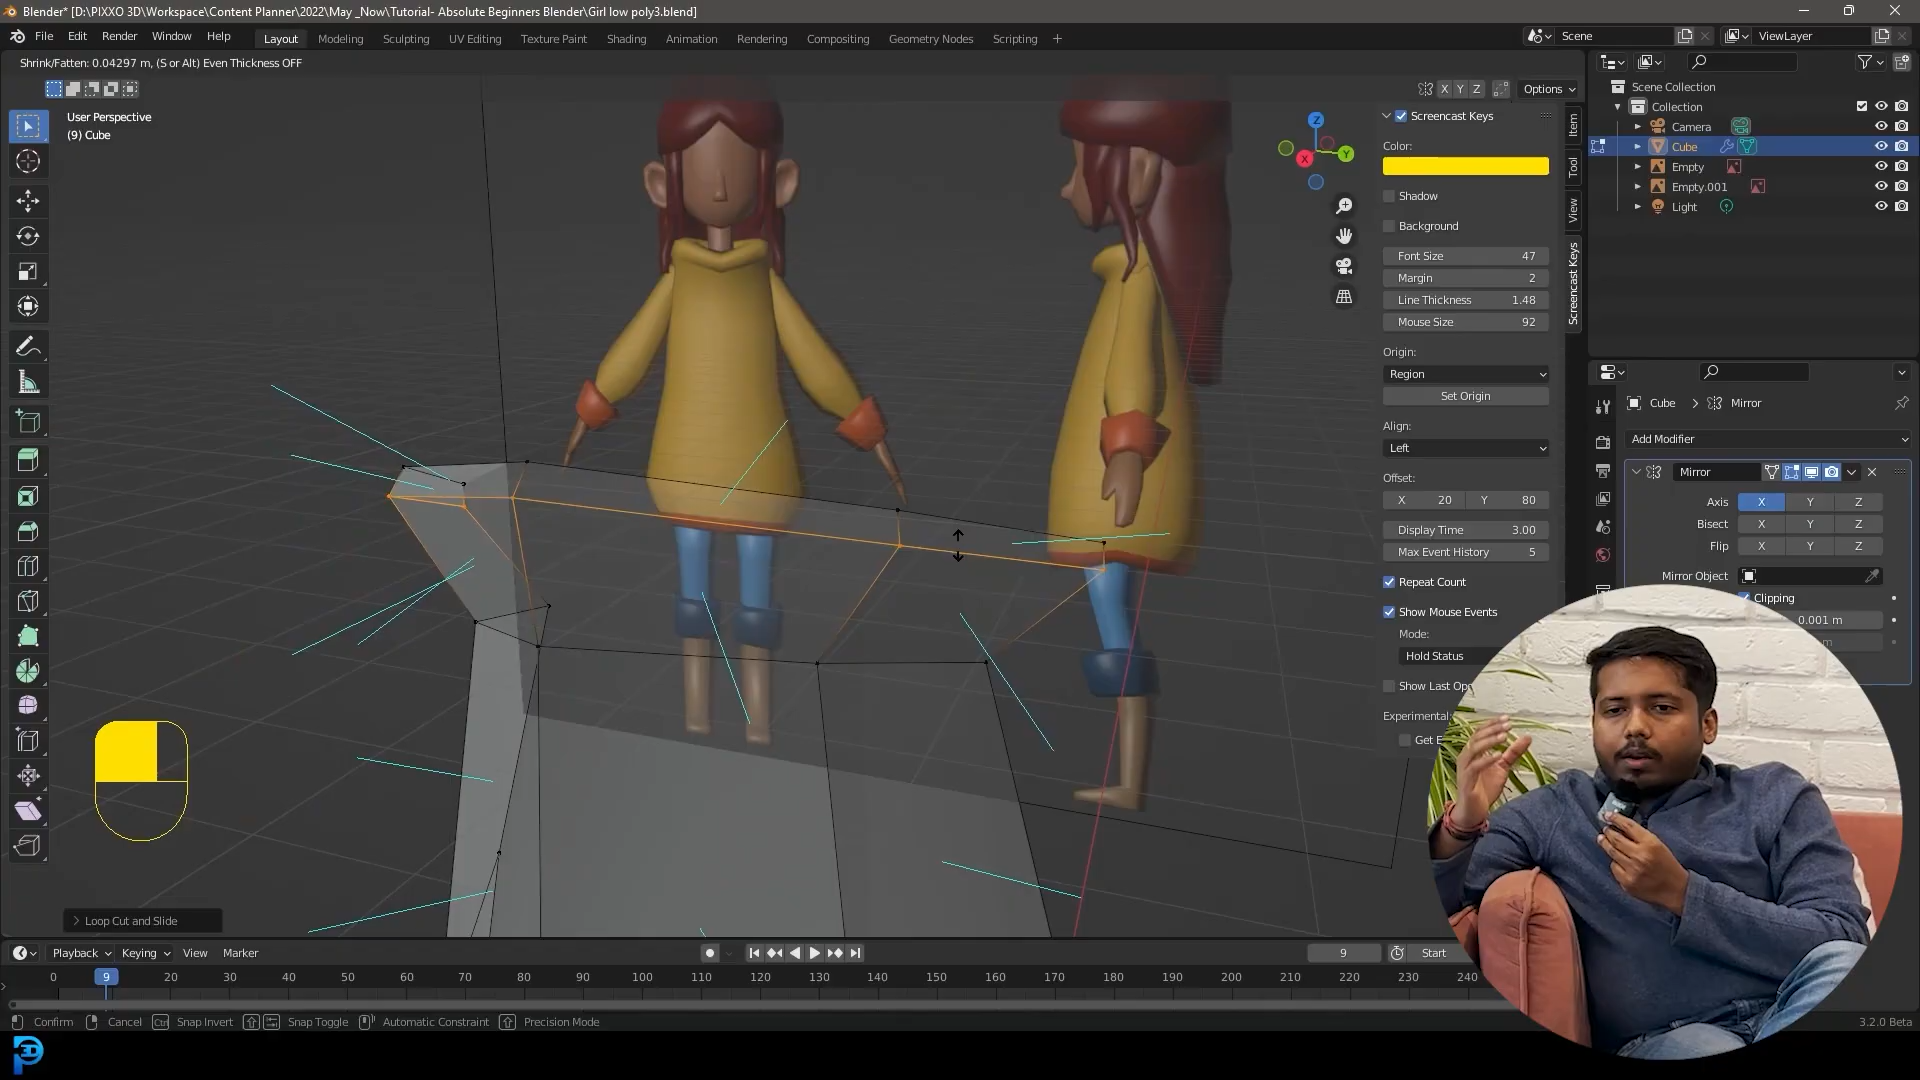 Blender* [D:\PIXXO 3D\Workspace\Content Planner\2022\May _Now\Tutorial- Absolute Beginners Blender\Girl low poly3.blend]
File Edit Render Window Help
Layout Modeling Sculpting UV Editing Texture Paint Shading Animation Rendering Compositing Geometry Nodes Scripting +
Scene
ViewLayer
Shrink/Fatten: 0.04297 m, (S or Alt) Even Thickness OFF
X Y Z
Options
User Perspective
(9) Cube
Z
Y
X
Item
Tool
View
Screencast Keys
Screencast Keys
Color:
Shadow
Background
Font Size 47
Margin 2
Line Thickness 1.48
Mouse Size 92
Origin:
Region
Set Origin
Align:
Left
Offset:
X 20 Y 80
Display Time 3.00
Max Event History 5
Repeat Count
Show Mouse Events
Mode:
Hold Status
Show Last Op
Experimental:
Get E
Scene Collection
Collection
Camera
Cube
Empty
Empty.001
Light
Cube Mirror
Add Modifier
Mirror
Axis X Y Z
Bisect X Y Z
Flip X Y Z
Mirror Object
Clipping
0.001 m
m
Loop Cut and Slide
Playback Keying View Marker
9
Start
0 9 20 30 40 50 60 70 80 90 100 110 120 130 140 150 160 170 180 190 200 210 220 230 240
Confirm Cancel Ctrl Snap Invert Snap Toggle Automatic Constraint Precision Mode
3.2.0 Beta
3D